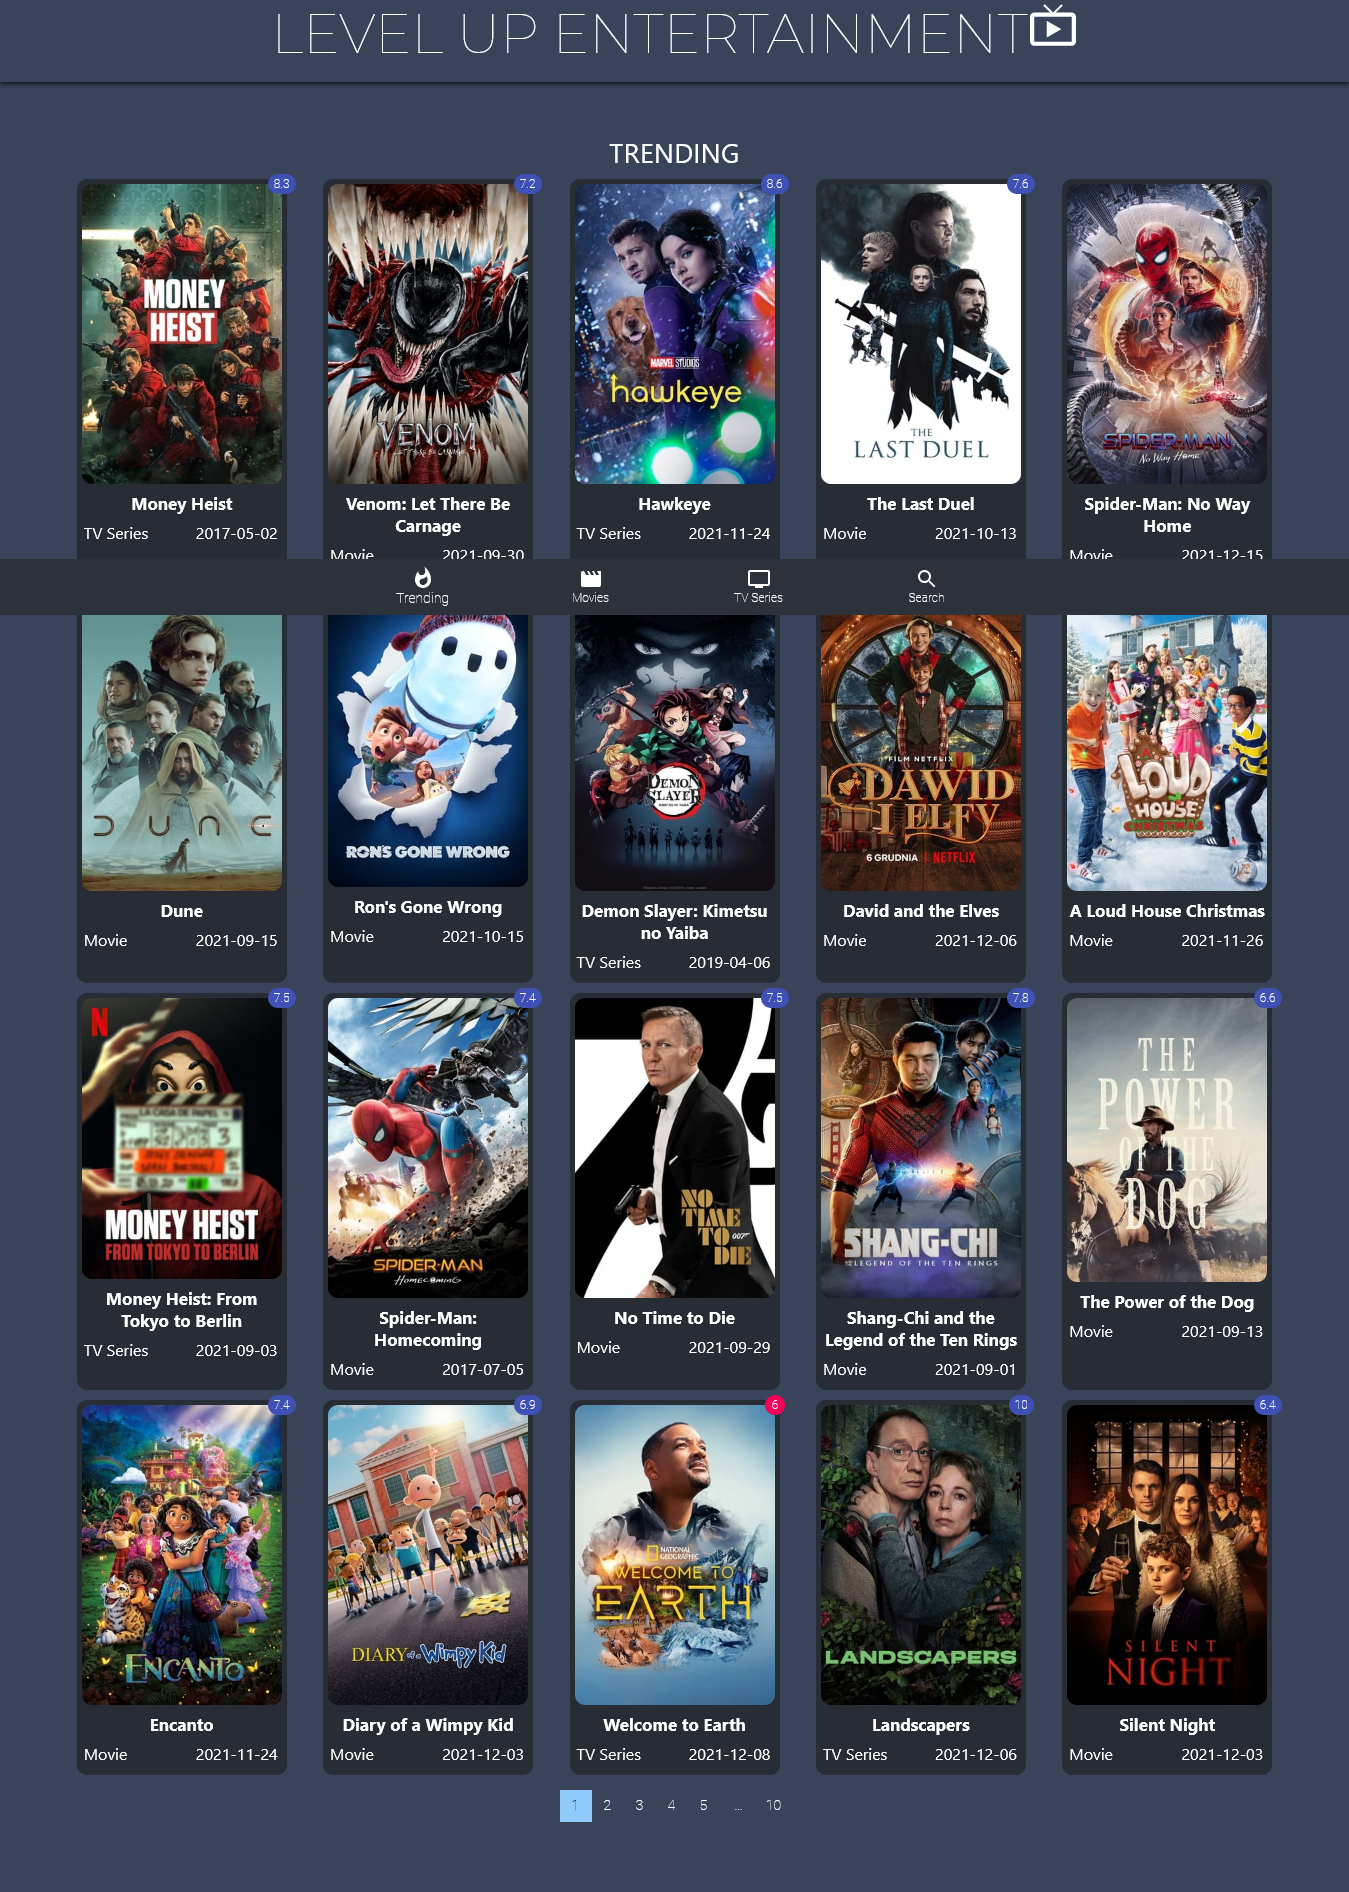 LEVEL UP ENTERTAINMENT
TRENDING
8.3
7.2
8.6
7.6
MONEY
HEIST
VENOM
LET THERE BE CARNAGE
MARVEL STUDIOS
hawkeye
THE
LAST DUEL
SPIDER-MAN
No Way Home
Money Heist
TV Series 2017-05-02
Venom: Let There Be
Carnage
Movie 2021-09-30
Hawkeye
TV Series 2021-11-24
The Last Duel
Movie 2021-10-13
Spider-Man: No Way
Home
Movie 2021-12-15
Trending
Movies
TV Series
Search
DUNE
RON'S GONE WRONG
DEMON
SLAYER
FILM NETFLIX
DAWID
I ELFY
6 GRUDNIA NETFLIX
A
LOUD
HOUSE
CHRISTMAS
Dune
Movie 2021-09-15
Ron's Gone Wrong
Movie 2021-10-15
Demon Slayer: Kimetsu
no Yaiba
TV Series 2019-04-06
David and the Elves
Movie 2021-12-06
A Loud House Christmas
Movie 2021-11-26
7.5
7.4
7.5
7.8
6.6
N
LA CASA DE PAPEL
3
MONEY HEIST
FROM TOKYO TO BERLIN
SPIDER-MAN
HOMECOMING
NO
TIME
TO 007
DIE
SHANG-CHI
LEGEND OF THE TEN RINGS
THE
POWER
OF THE
DOG
Money Heist: From
Tokyo to Berlin
TV Series 2021-09-03
Spider-Man:
Homecoming
Movie 2017-07-05
No Time to Die
Movie 2021-09-29
Shang-Chi and the
Legend of the Ten Rings
Movie 2021-09-01
The Power of the Dog
Movie 2021-09-13
7.4
6.9
6
10
6.4
ENCANTO
DIARY of a Wimpy Kid
NATIONAL
GEOGRAPHIC
WELCOME TO
EARTH
LANDSCAPERS
SILENT
NIGHT
Encanto
Movie 2021-11-24
Diary of a Wimpy Kid
Movie 2021-12-03
Welcome to Earth
TV Series 2021-12-08
Landscapers
TV Series 2021-12-06
Silent Night
Movie 2021-12-03
1 2 3 4 5 ... 10